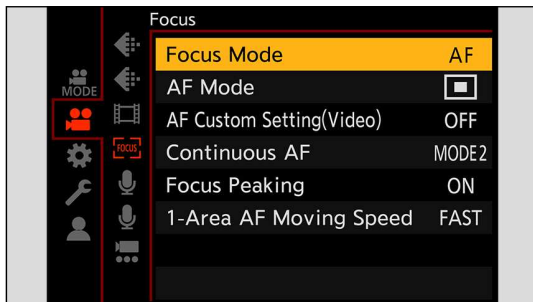 Focus
Focus Mode AF
MODE
AF Mode
AF Custom Setting(Video) OFF
FOCUS
Continuous AF MODE2
Focus Peaking ON
1-Area AF Moving Speed FAST